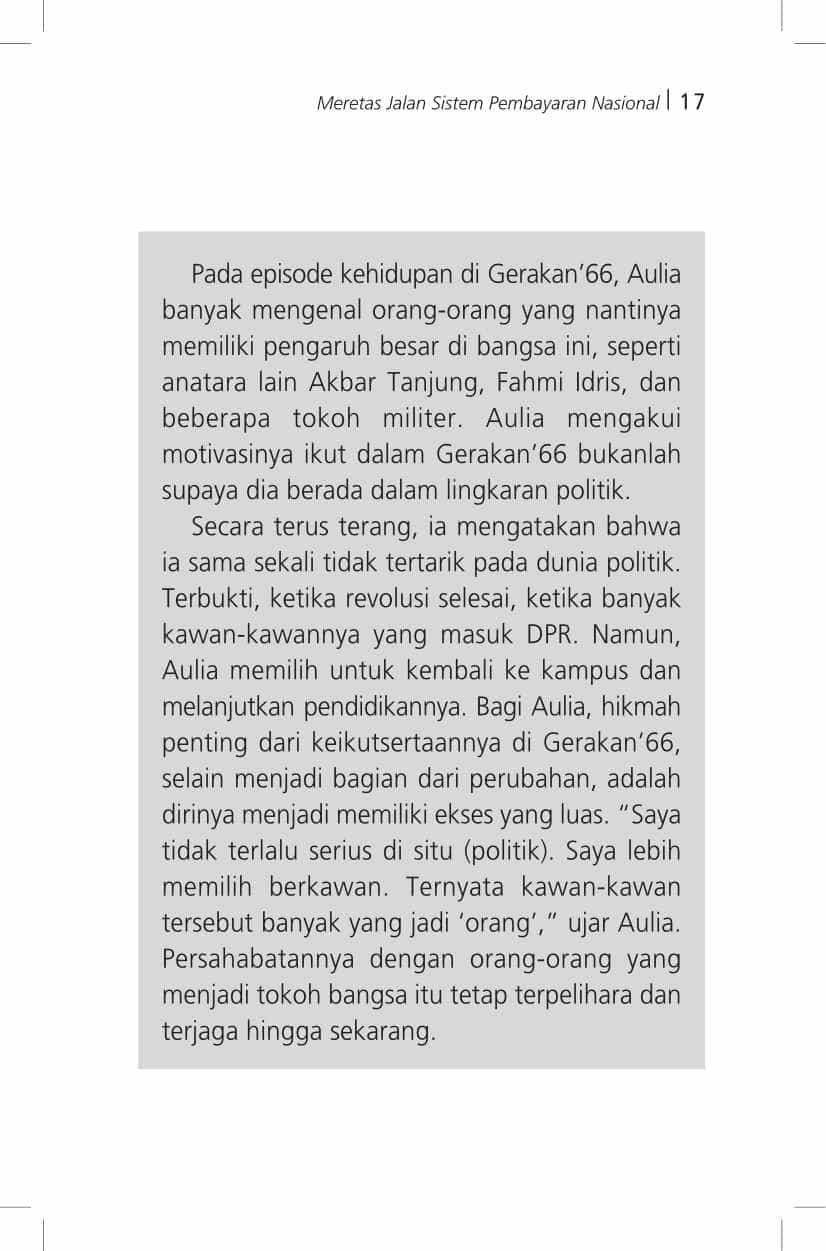 Meretas Jalan Sistem Pembayaran Nasional | 17
Pada episode kehidupan di Gerakan’66, Aulia
banyak mengenal orang-orang yang nantinya
memiliki pengaruh besar di bangsa ini, seperti
anatara lain Akbar Tanjung, Fahmi Idris, dan
beberapa tokoh militer. Aulia mengakui
motivasinya ikut dalam Gerakan’66 bukanlah
supaya dia berada dalam lingkaran politik.
Secara terus terang, ia mengatakan bahwa
ia sama sekali tidak tertarik pada dunia politik.
Terbukti, ketika revolusi selesai, ketika banyak
kawan-kawannya yang masuk DPR. Namun,
Aulia memilih untuk kembali ke kampus dan
melanjutkan pendidikannya. Bagi Aulia, hikmah
penting dari keikutsertaannya di Gerakan’66,
selain menjadi bagian dari perubahan, adalah
dirinya menjadi memiliki ekses yang luas. “Saya
tidak terlalu serius di situ (politik). Saya lebih
memilih berkawan. Ternyata kawan-kawan
tersebut banyak yang jadi ‘orang’,” ujar Aulia.
Persahabatannya dengan orang-orang yang
menjadi tokoh bangsa itu tetap terpelihara dan
terjaga hingga sekarang.